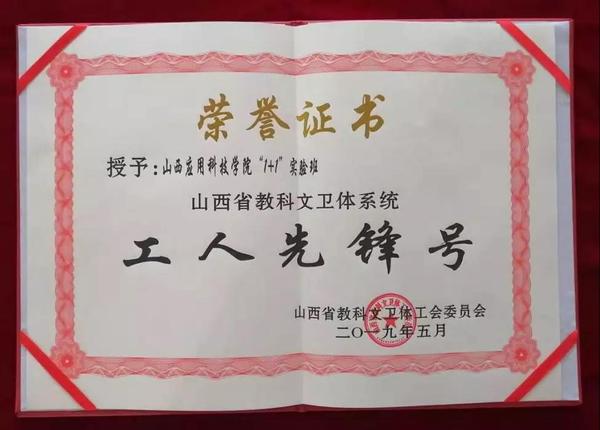 荣誉证书
授予：山西应用科技学院“1+1”实验班
山西省教科文卫体系统
工人先锋号
山西省教科文卫体工会委员会
二〇一九年五月